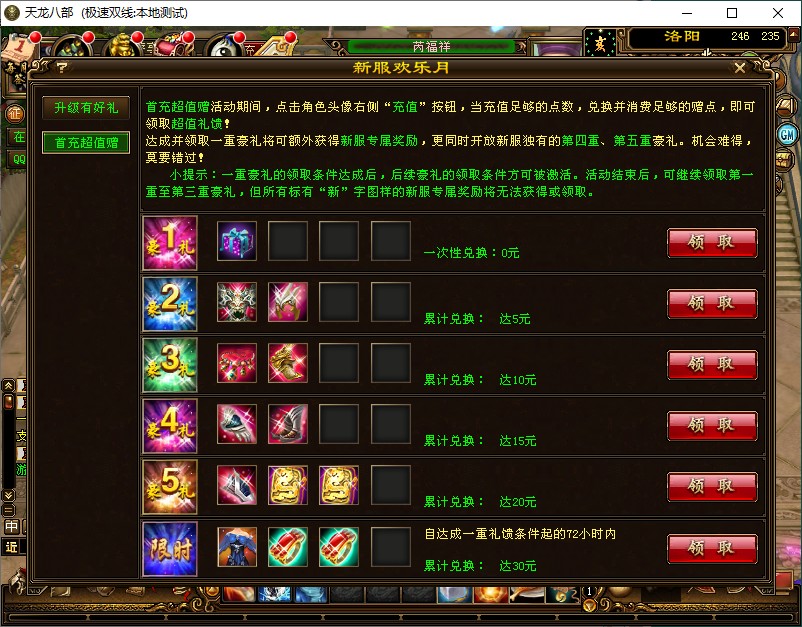 天龙八部 (极速双线:本地测试)
芮福祥
洛阳
246 235
亥
新服欢乐月
?
征
在
QQ
GM
升级有好礼
首充超值赠
首充超值赠活动期间，点击角色头像右侧“充值”按钮，当充值足够的点数，兑换并消费足够的赠点，即可
领取超值礼馈！
达成并领取一重豪礼将可额外获得新服专属奖励，更同时开放新服独有的第四重、第五重豪礼。机会难得，
莫要错过！
小提示：一重豪礼的领取条件达成后，后续豪礼的领取条件方可被激活。活动结束后，可继续领取第一
重至第三重豪礼，但所有标有“新”字图样的新服专属奖励将无法获得或领取。
豪1礼
一次性兑换：0元
领 取
豪2礼
累计兑换： 达5元
领 取
豪3礼
累计兑换： 达10元
领 取
豪4礼
累计兑换： 达15元
领 取
豪5礼
累计兑换： 达20元
领 取
限时
自达成一重礼馈条件起的72小时内
累计兑换： 达30元
领 取
甲
近
1